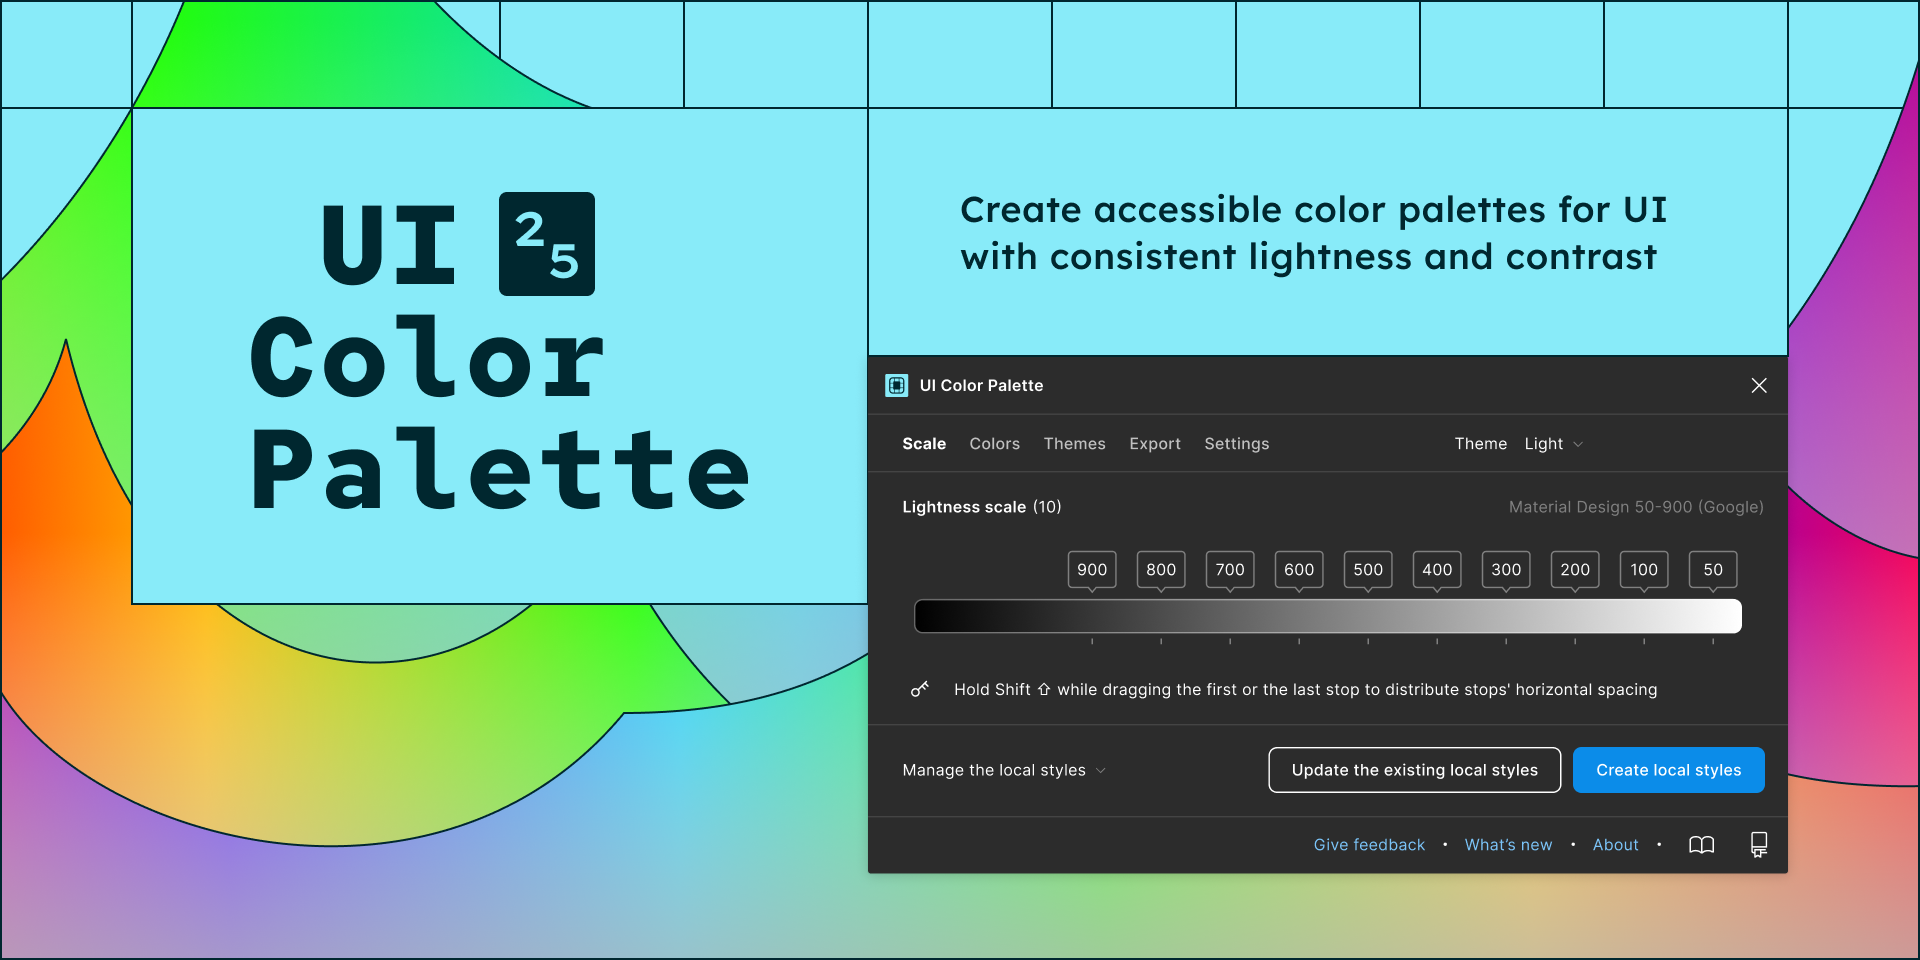 UI 25
Color
Palette
Create accessible color palettes for UI
with consistent lightness and contrast
UI Color Palette
Scale Colors Themes Export Settings Theme Light
Lightness scale (10) Material Design 50-900 (Google)
900 800 700 600 500 400 300 200 100 50
Hold Shift ⇧ while dragging the first or the last stop to distribute stops' horizontal spacing
Manage the local styles Update the existing local styles Create local styles
Give feedback • What’s new • About •